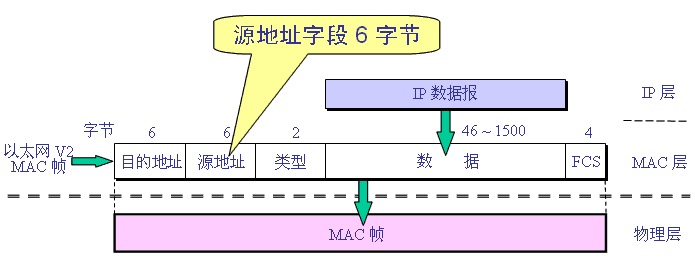 源地址字段 6 字节
IP 数据报
IP 层
字节
6
6
2
46～1500
4
以太网 V2
MAC 帧
目的地址
源地址
类型
数 据
FCS
MAC 层
MAC 帧
物理层